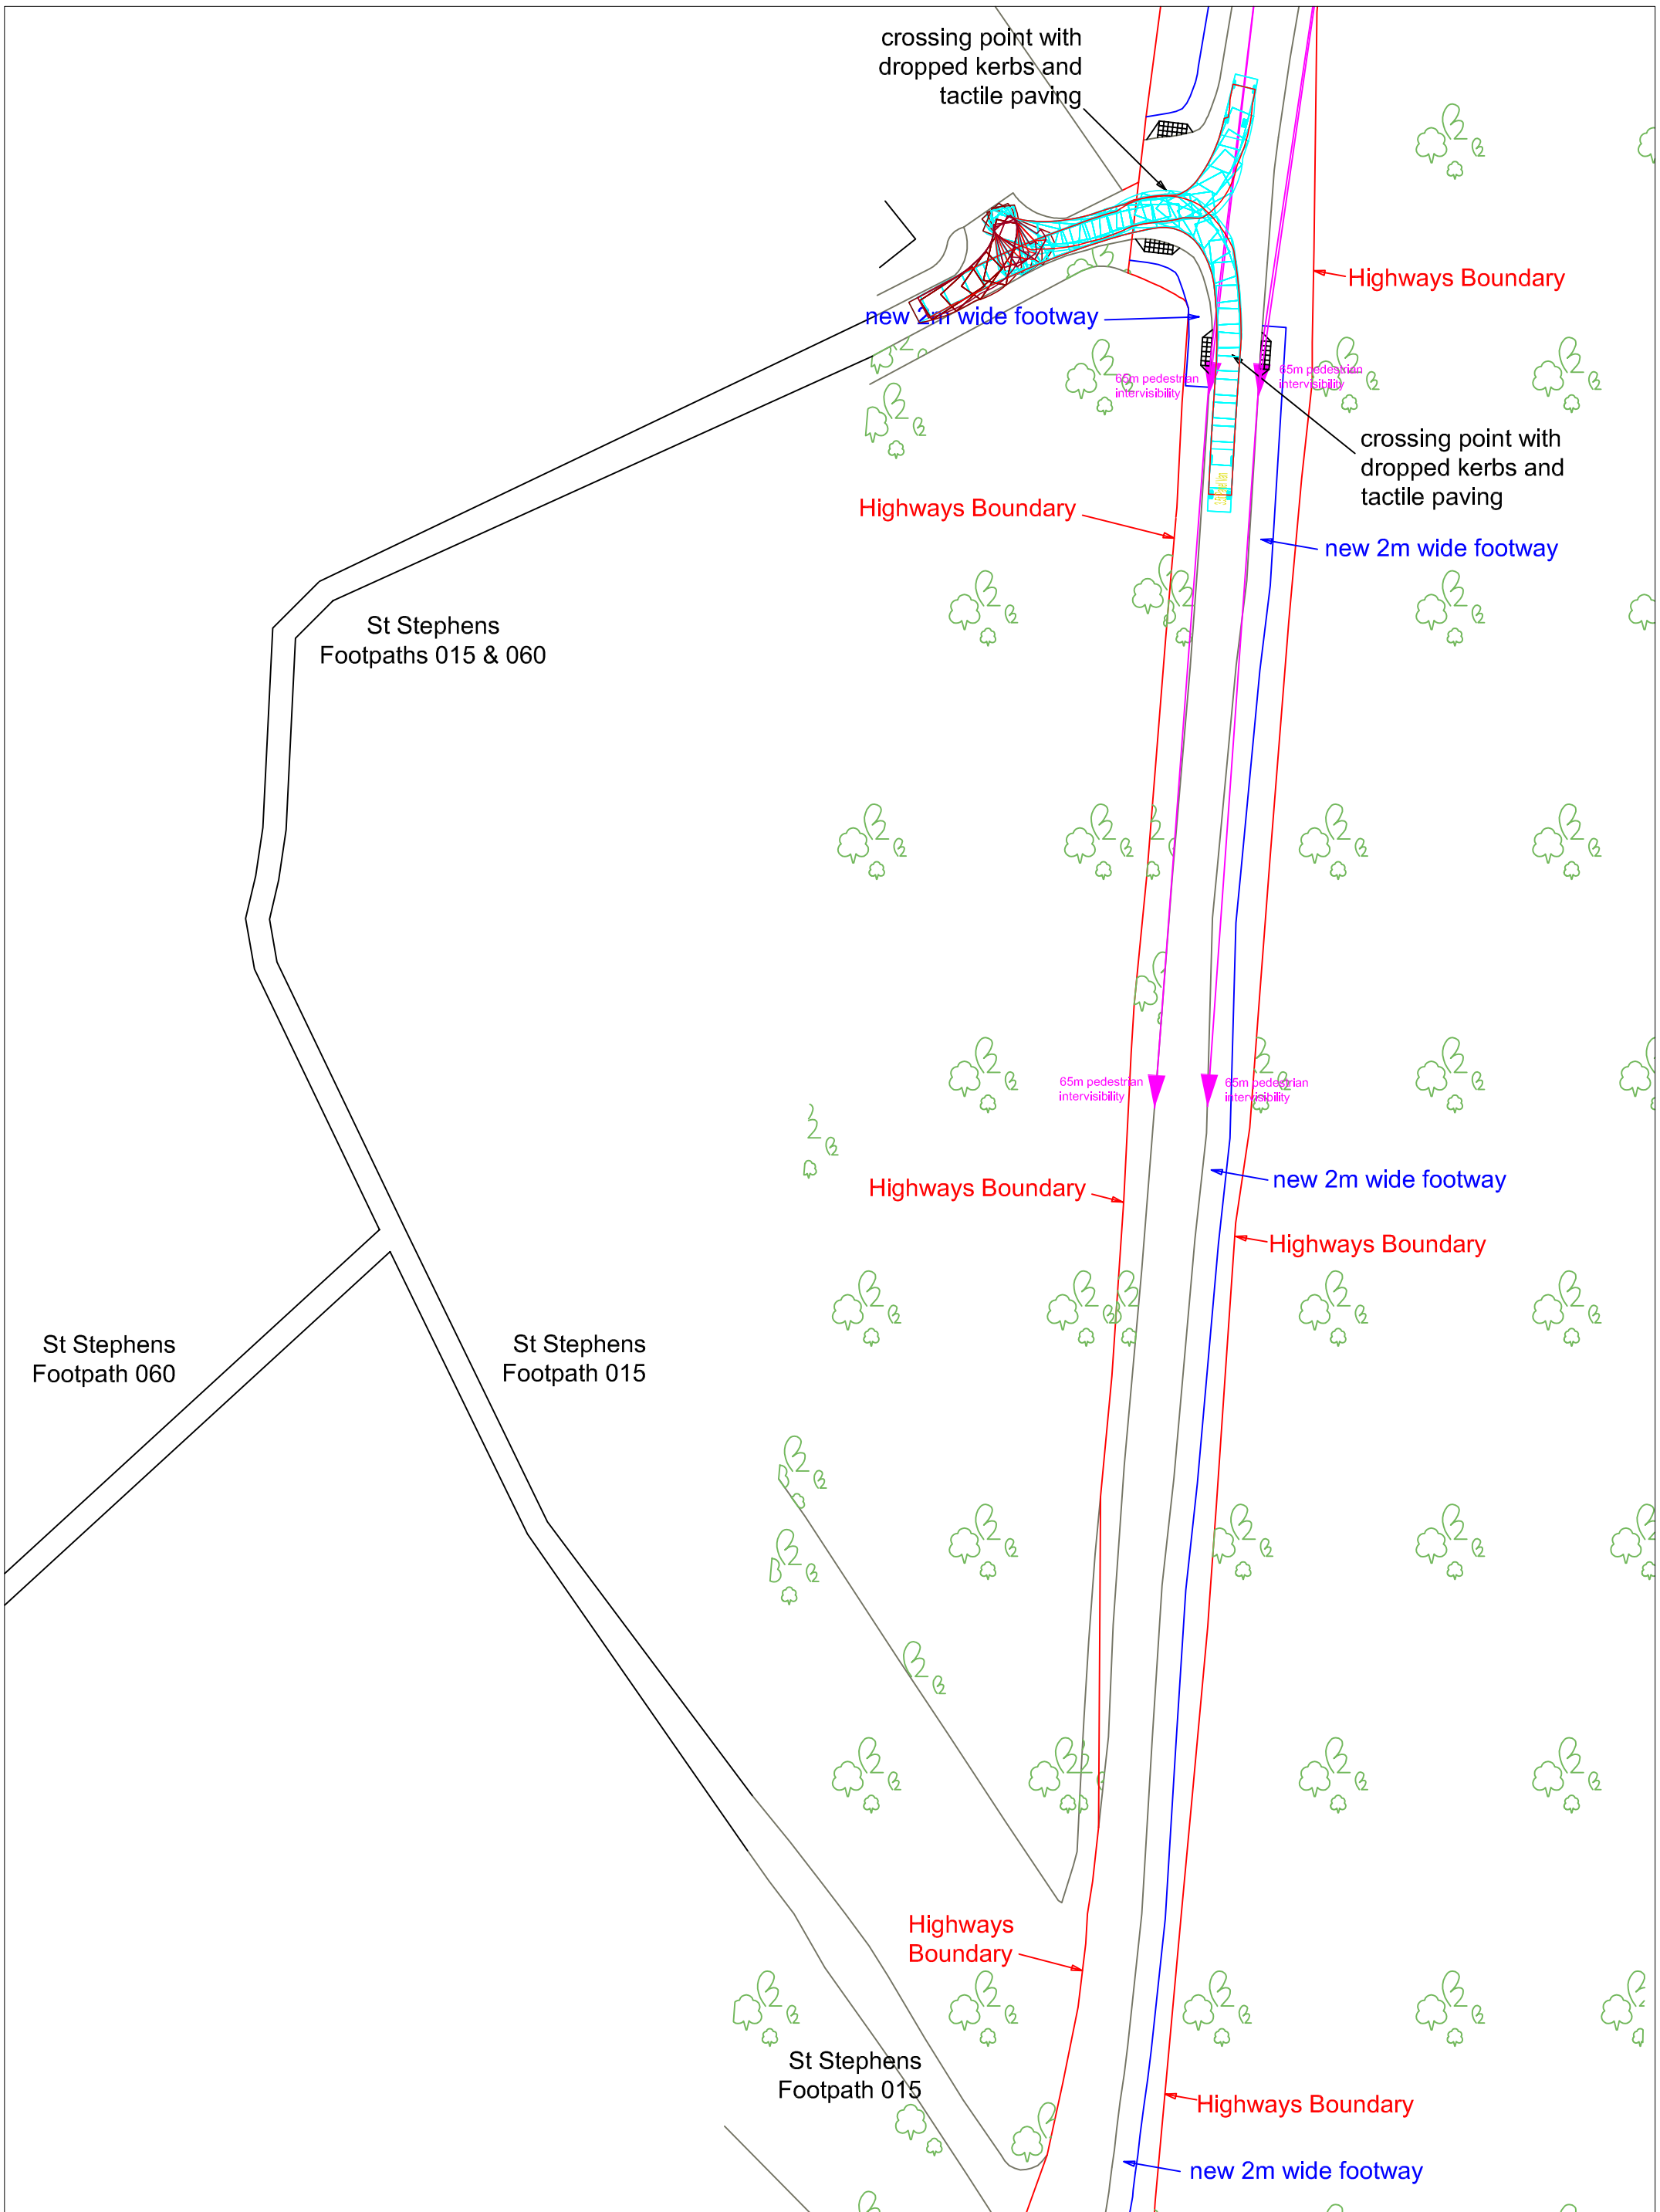 crossing point with
dropped kerbs and
tactile paving
Highways Boundary
new 2m wide footway
65m pedestrian
intervisibility
65m pedestrian
intervisibility
crossing point with
dropped kerbs and
tactile paving
Highways Boundary
new 2m wide footway
St Stephens
Footpaths 015 & 060
65m pedestrian
intervisibility
65m pedestrian
intervisibility
Highways Boundary
new 2m wide footway
Highways Boundary
St Stephens
Footpath 060
St Stephens
Footpath 015
Highways
Boundary
St Stephens
Footpath 015
Highways Boundary
new 2m wide footway